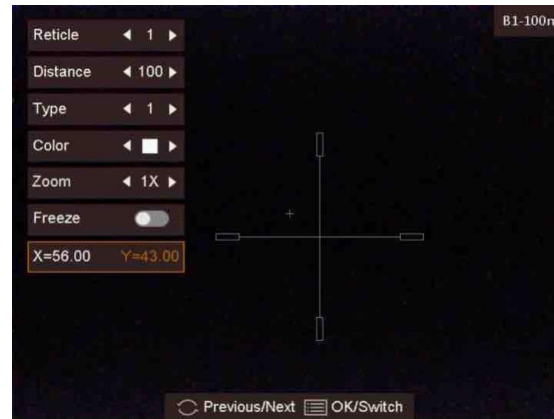 B1-100m
Reticle 1
Distance 100
Type 1
Color
Zoom 1X
Freeze
X=56.00 Y=43.00
Previous/Next OK/Switch